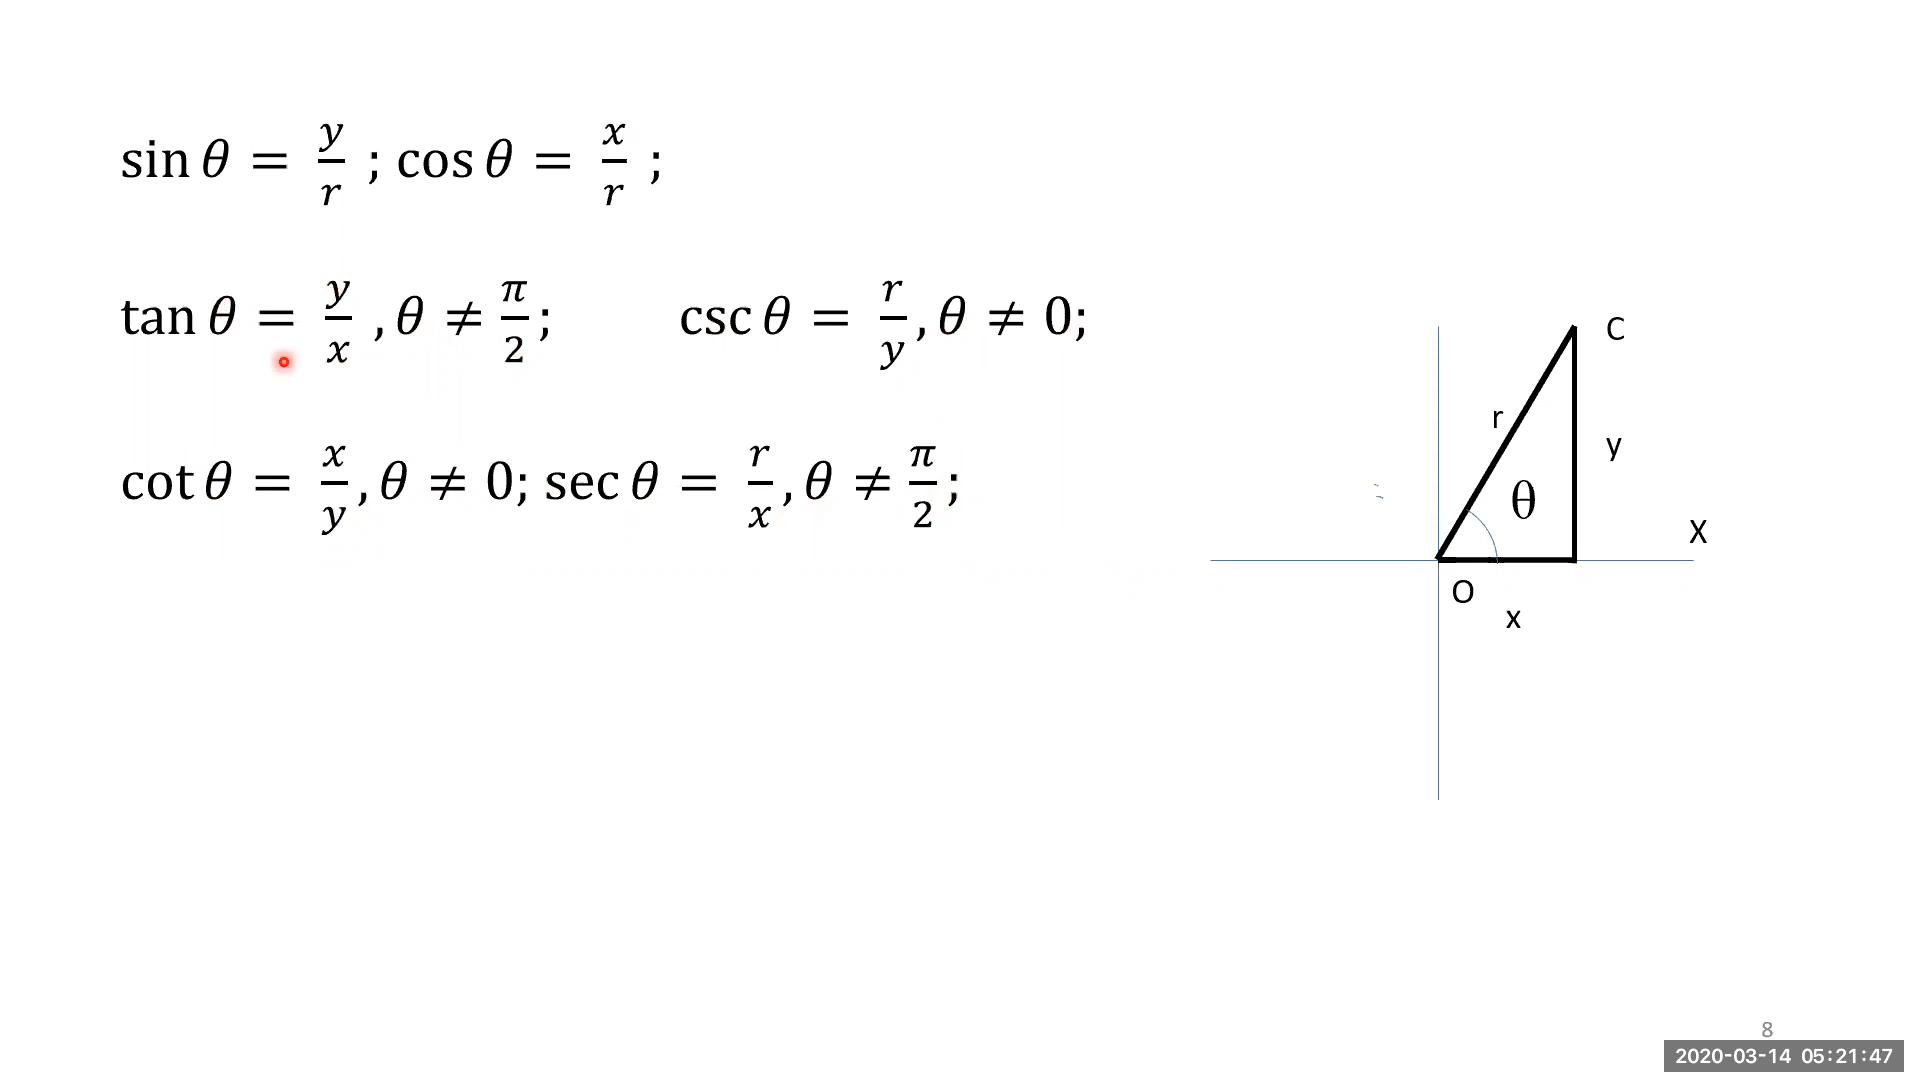 sin θ = y/r ; cos θ = x/r ;
tan θ = y/x , θ ≠ π/2 ; csc θ = r/y , θ ≠ 0;
cot θ = x/y , θ ≠ 0; sec θ = r/x , θ ≠ π/2 ;
C
r
y
θ
X
O
x
8
2020-03-14 05:21:47